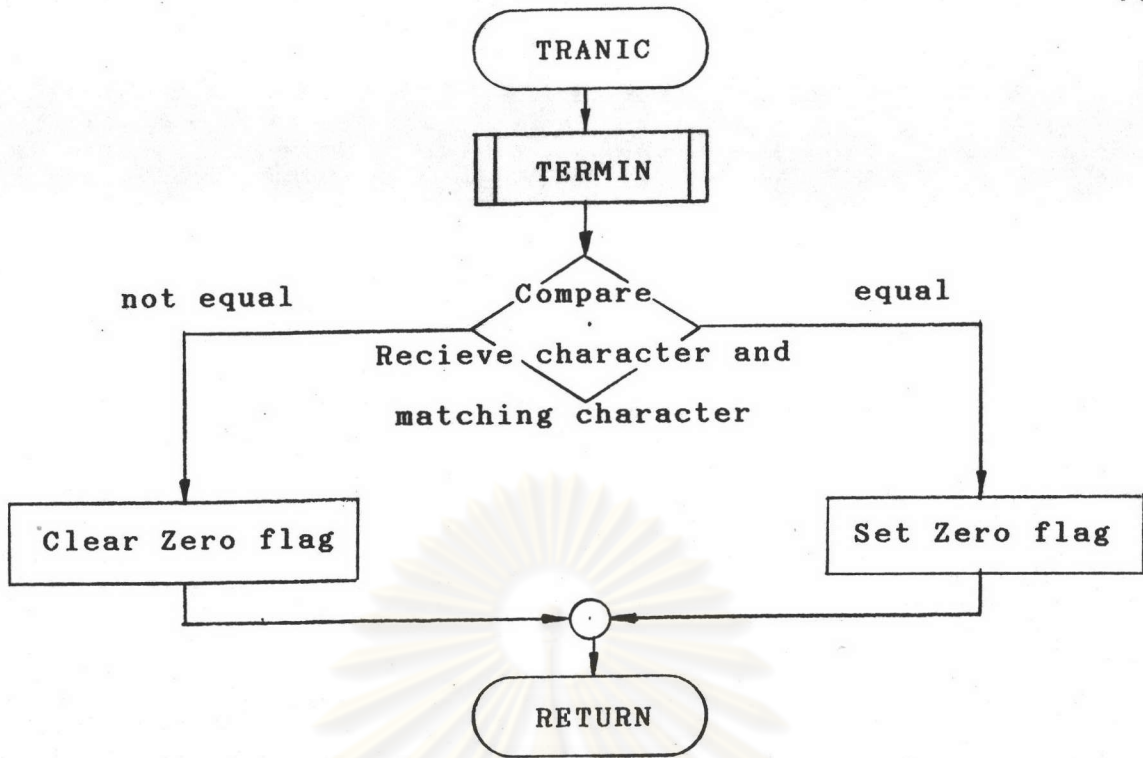 TRANIC
TERMIN
not equal
Compare
equal
Recieve character and
matching character
Clear Zero flag
Set Zero flag
RETURN